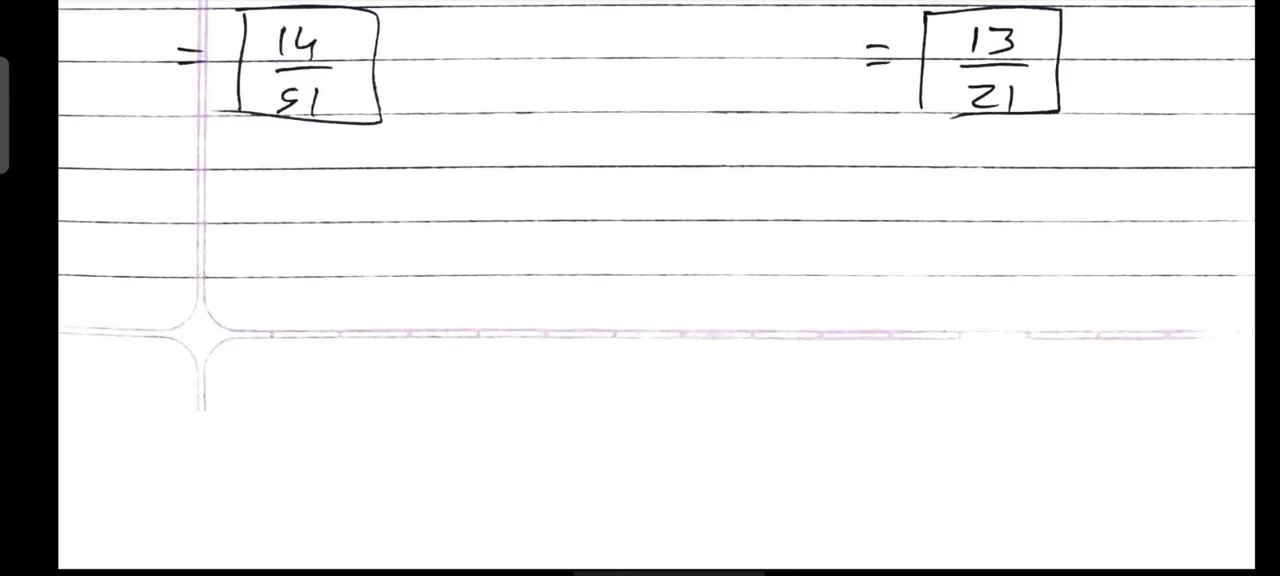 = 14/51 = 13/21